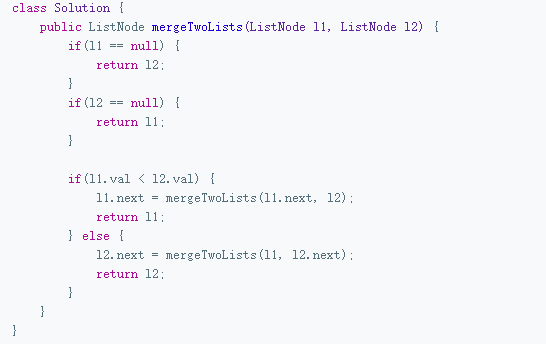 class Solution {
    public ListNode mergeTwoLists(ListNode l1, ListNode l2) {
        if(l1 == null) {
            return l2;
        }
        if(l2 == null) {
            return l1;
        }

        if(l1.val < l2.val) {
            l1.next = mergeTwoLists(l1.next, l2);
            return l1;
        } else {
            l2.next = mergeTwoLists(l1, l2.next);
            return l2;
        }
    }
}